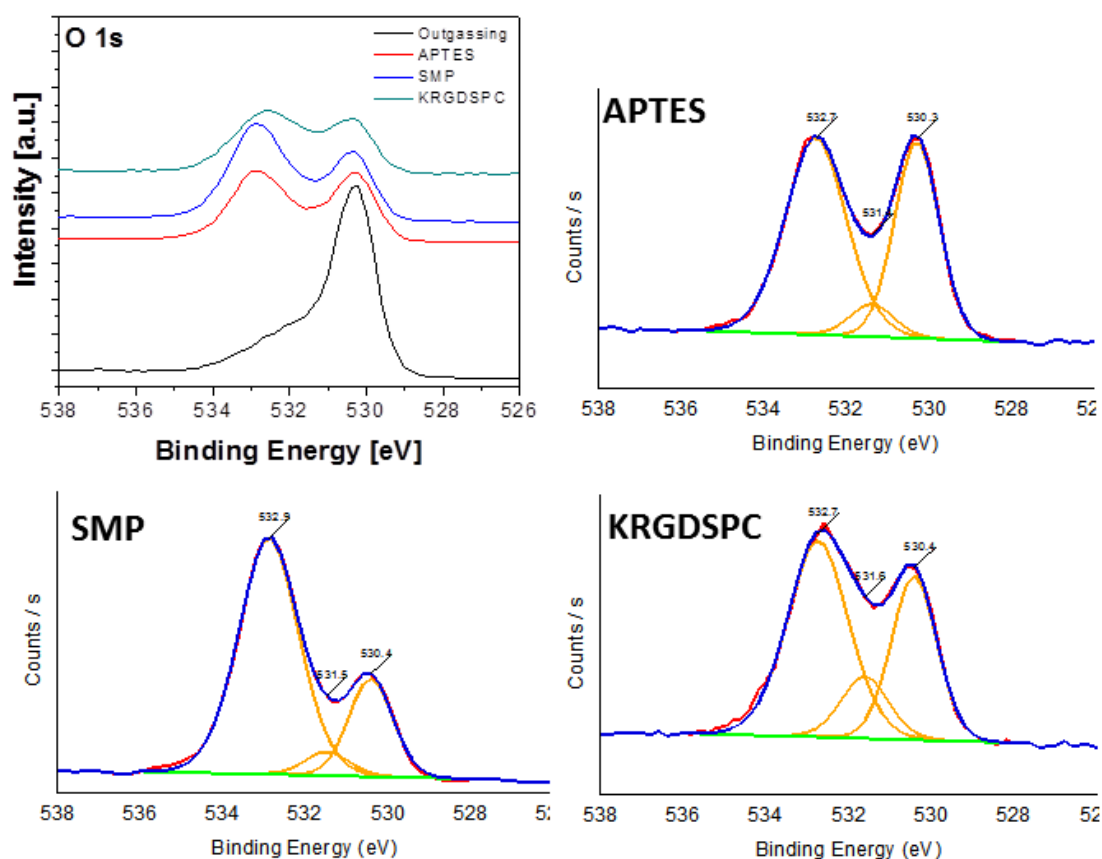 O 1s
Outgassing
APTES
SMP
KRGDSPC
Intensity [a.u.]
538 536 534 532 530 528 526
Binding Energy [eV]
APTES
532.7
530.3
Counts / s
538 536 534 532 530 528
Binding Energy (eV)
SMP
532.9
531.5
530.4
Counts / s
538 536 534 532 530 528
Binding Energy (eV)
KRGDSPC
532.7
531.6
530.4
Counts / s
538 536 534 532 530 528
Binding Energy (eV)